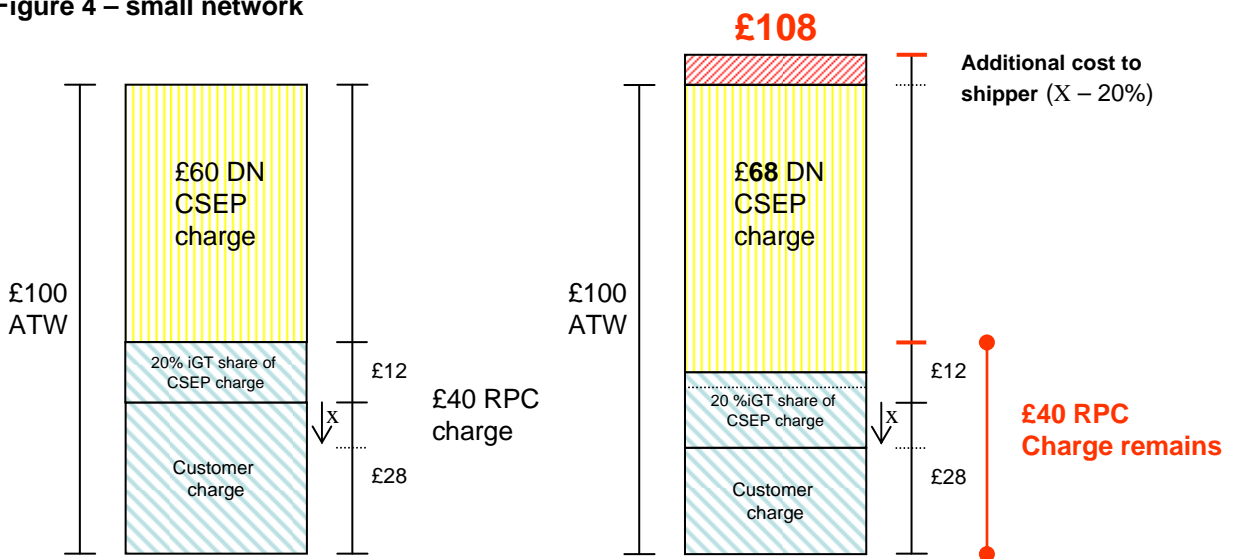 Figure 4 – small network
£108
Additional cost to
shipper (X – 20%)
£60 DN
CSEP
charge
£68 DN
CSEP
charge
£100
ATW
£100
ATW
20% iGT share of
CSEP charge
£12
£40 RPC
charge
X
Customer
charge
£28
20 %iGT share of
CSEP charge
£12
X
£40 RPC
Charge remains
Customer
charge
£28